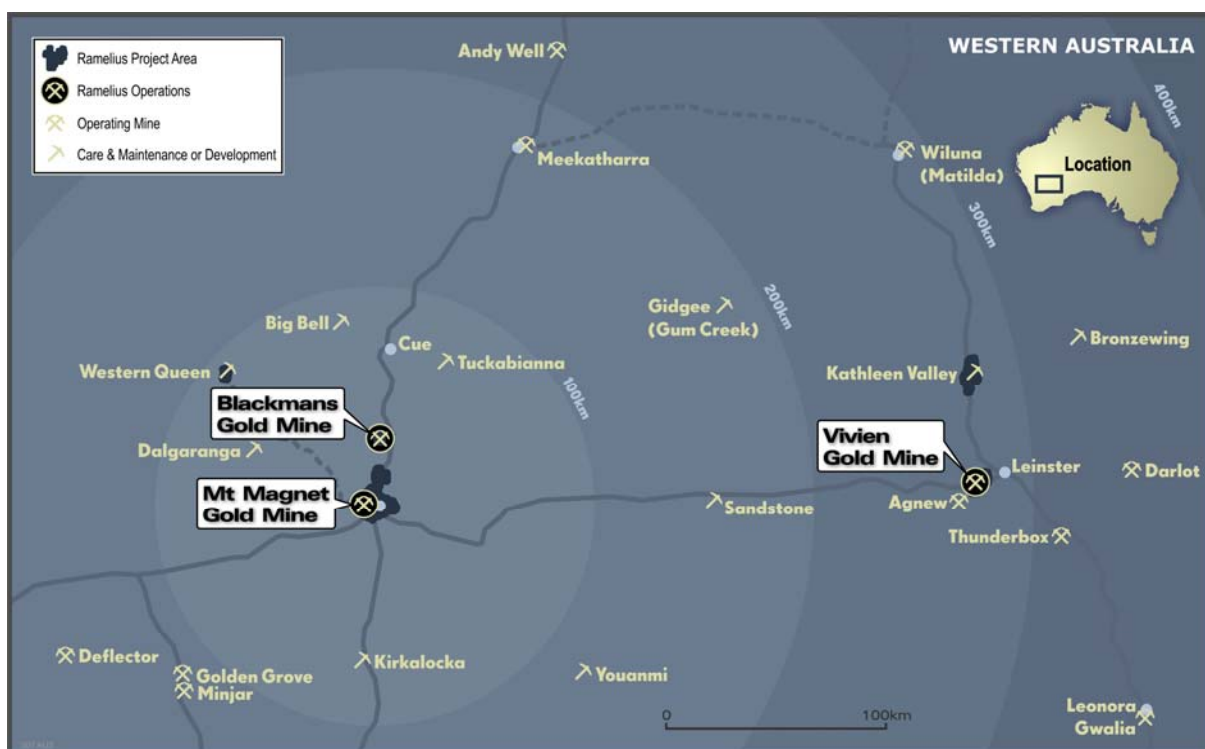 WESTERN AUSTRALIA
Ramelius Project Area
Ramelius Operations
Operating Mine
Care & Maintenance or Development
Andy Well
400km
Meekatharra
Wiluna
(Matilda)
Location
300km
200km
Gidgee
(Gum Creek)
Big Bell
Cue
Tuckabianna
Bronzewing
Western Queen
Kathleen Valley
100km
Blackmans
Gold Mine
Dalgaranga
Vivien
Gold Mine
Leinster
Darlot
Mt Magnet
Gold Mine
Sandstone
Agnew
Thunderbox
Deflector
Golden Grove
Minjar
Kirkalocka
Youanmi
0
100km
Leonora
Gwalia